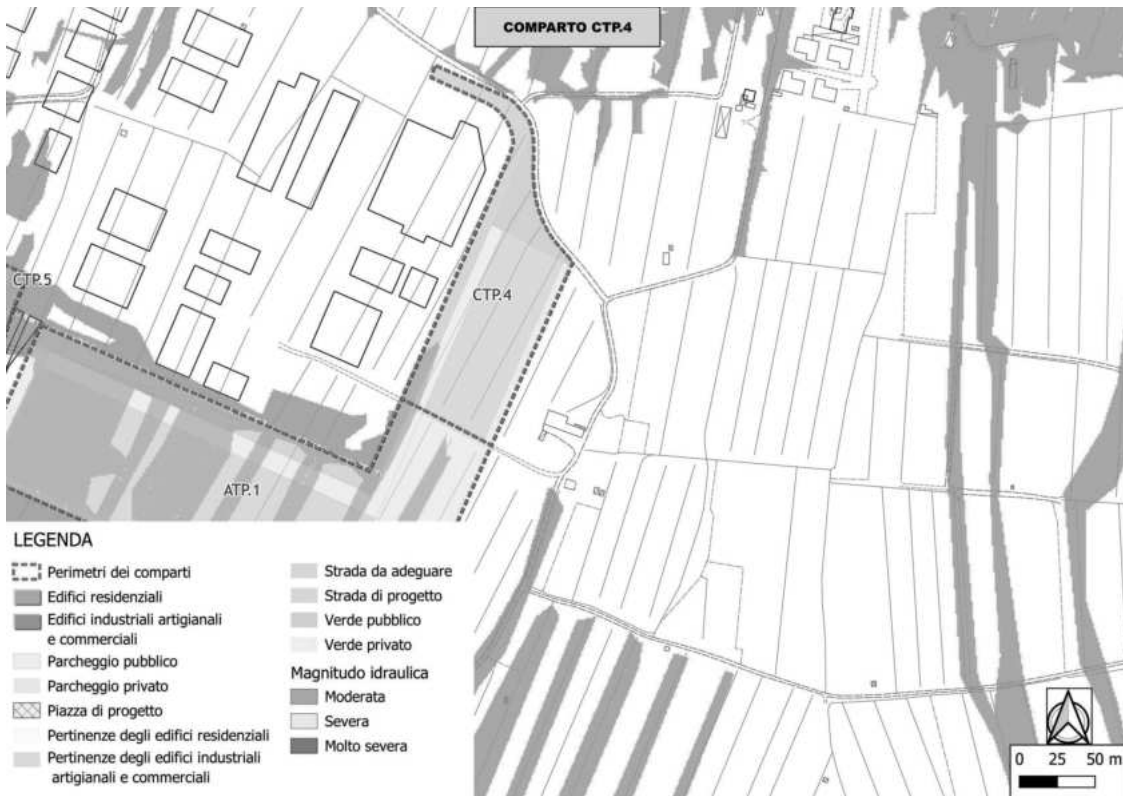 COMPARTO CTP.4
CTP.5
CTP.4
ATP.1
LEGENDA
Perimetri dei comparti
Edifici residenziali
Edifici industriali artigianali
e commerciali
Parcheggio pubblico
Parcheggio privato
Piazza di progetto
Pertinenze degli edifici residenziali
Pertinenze degli edifici industriali
artigianali e commerciali
Strada da adeguare
Strada di progetto
Verde pubblico
Verde privato
Magnitudo idraulica
Moderata
Severa
Molto severa
0 25 50 m